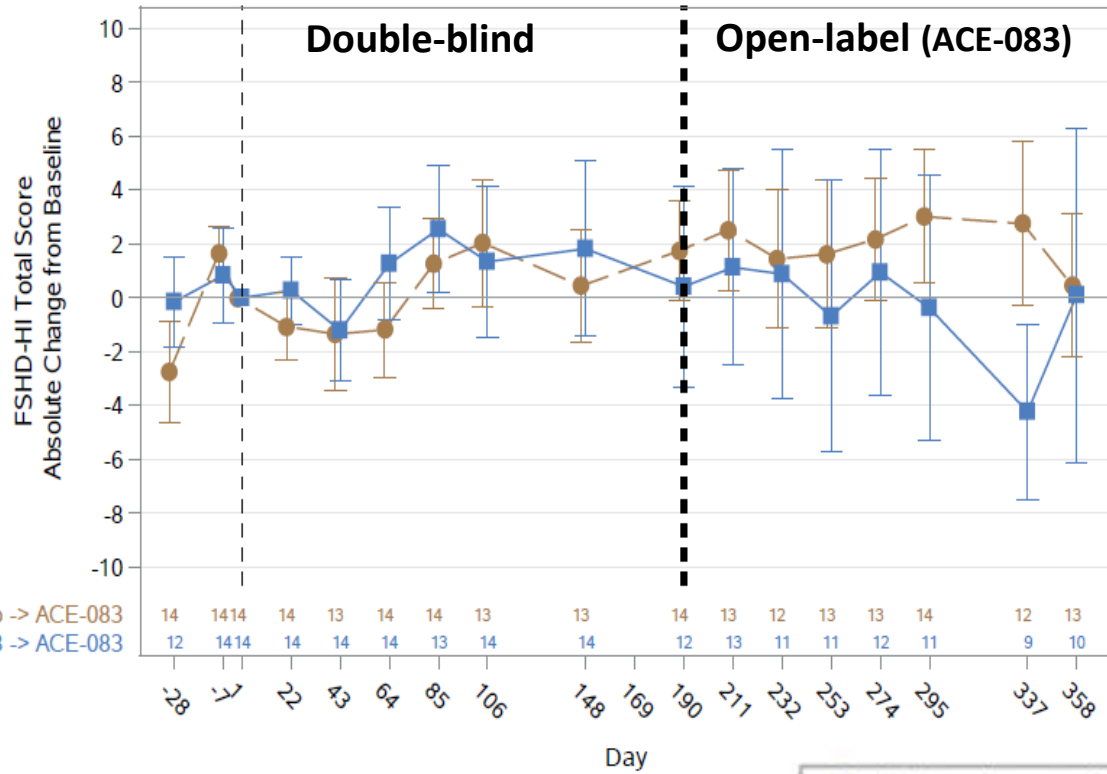 Double-blind
Open-label (ACE-083)
FSHD-HI Total Score
Absolute Change from Baseline
10
8
6
4
2
0
-2
-4
-6
-8
-10
-> ACE-083 14 14 14 14 13 14 14 13 13 14 13 12 13 13 14 12 13
-> ACE-083 12 14 14 14 14 14 13 14 14 12 13 11 11 12 11 9 10
-28 -7 1 22 43 64 85 106 148 169 190 211 232 253 274 295 337 358
Day